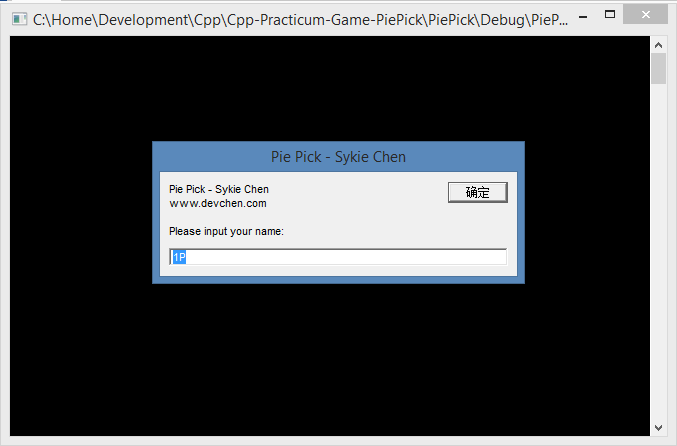 C:\Home\Development\Cpp\Cpp-Practicum-Game-PiePick\PiePick\Debug\PieP...
Pie Pick - Sykie Chen
Pie Pick - Sykie Chen
www.devchen.com
确定
Please input your name:
1P